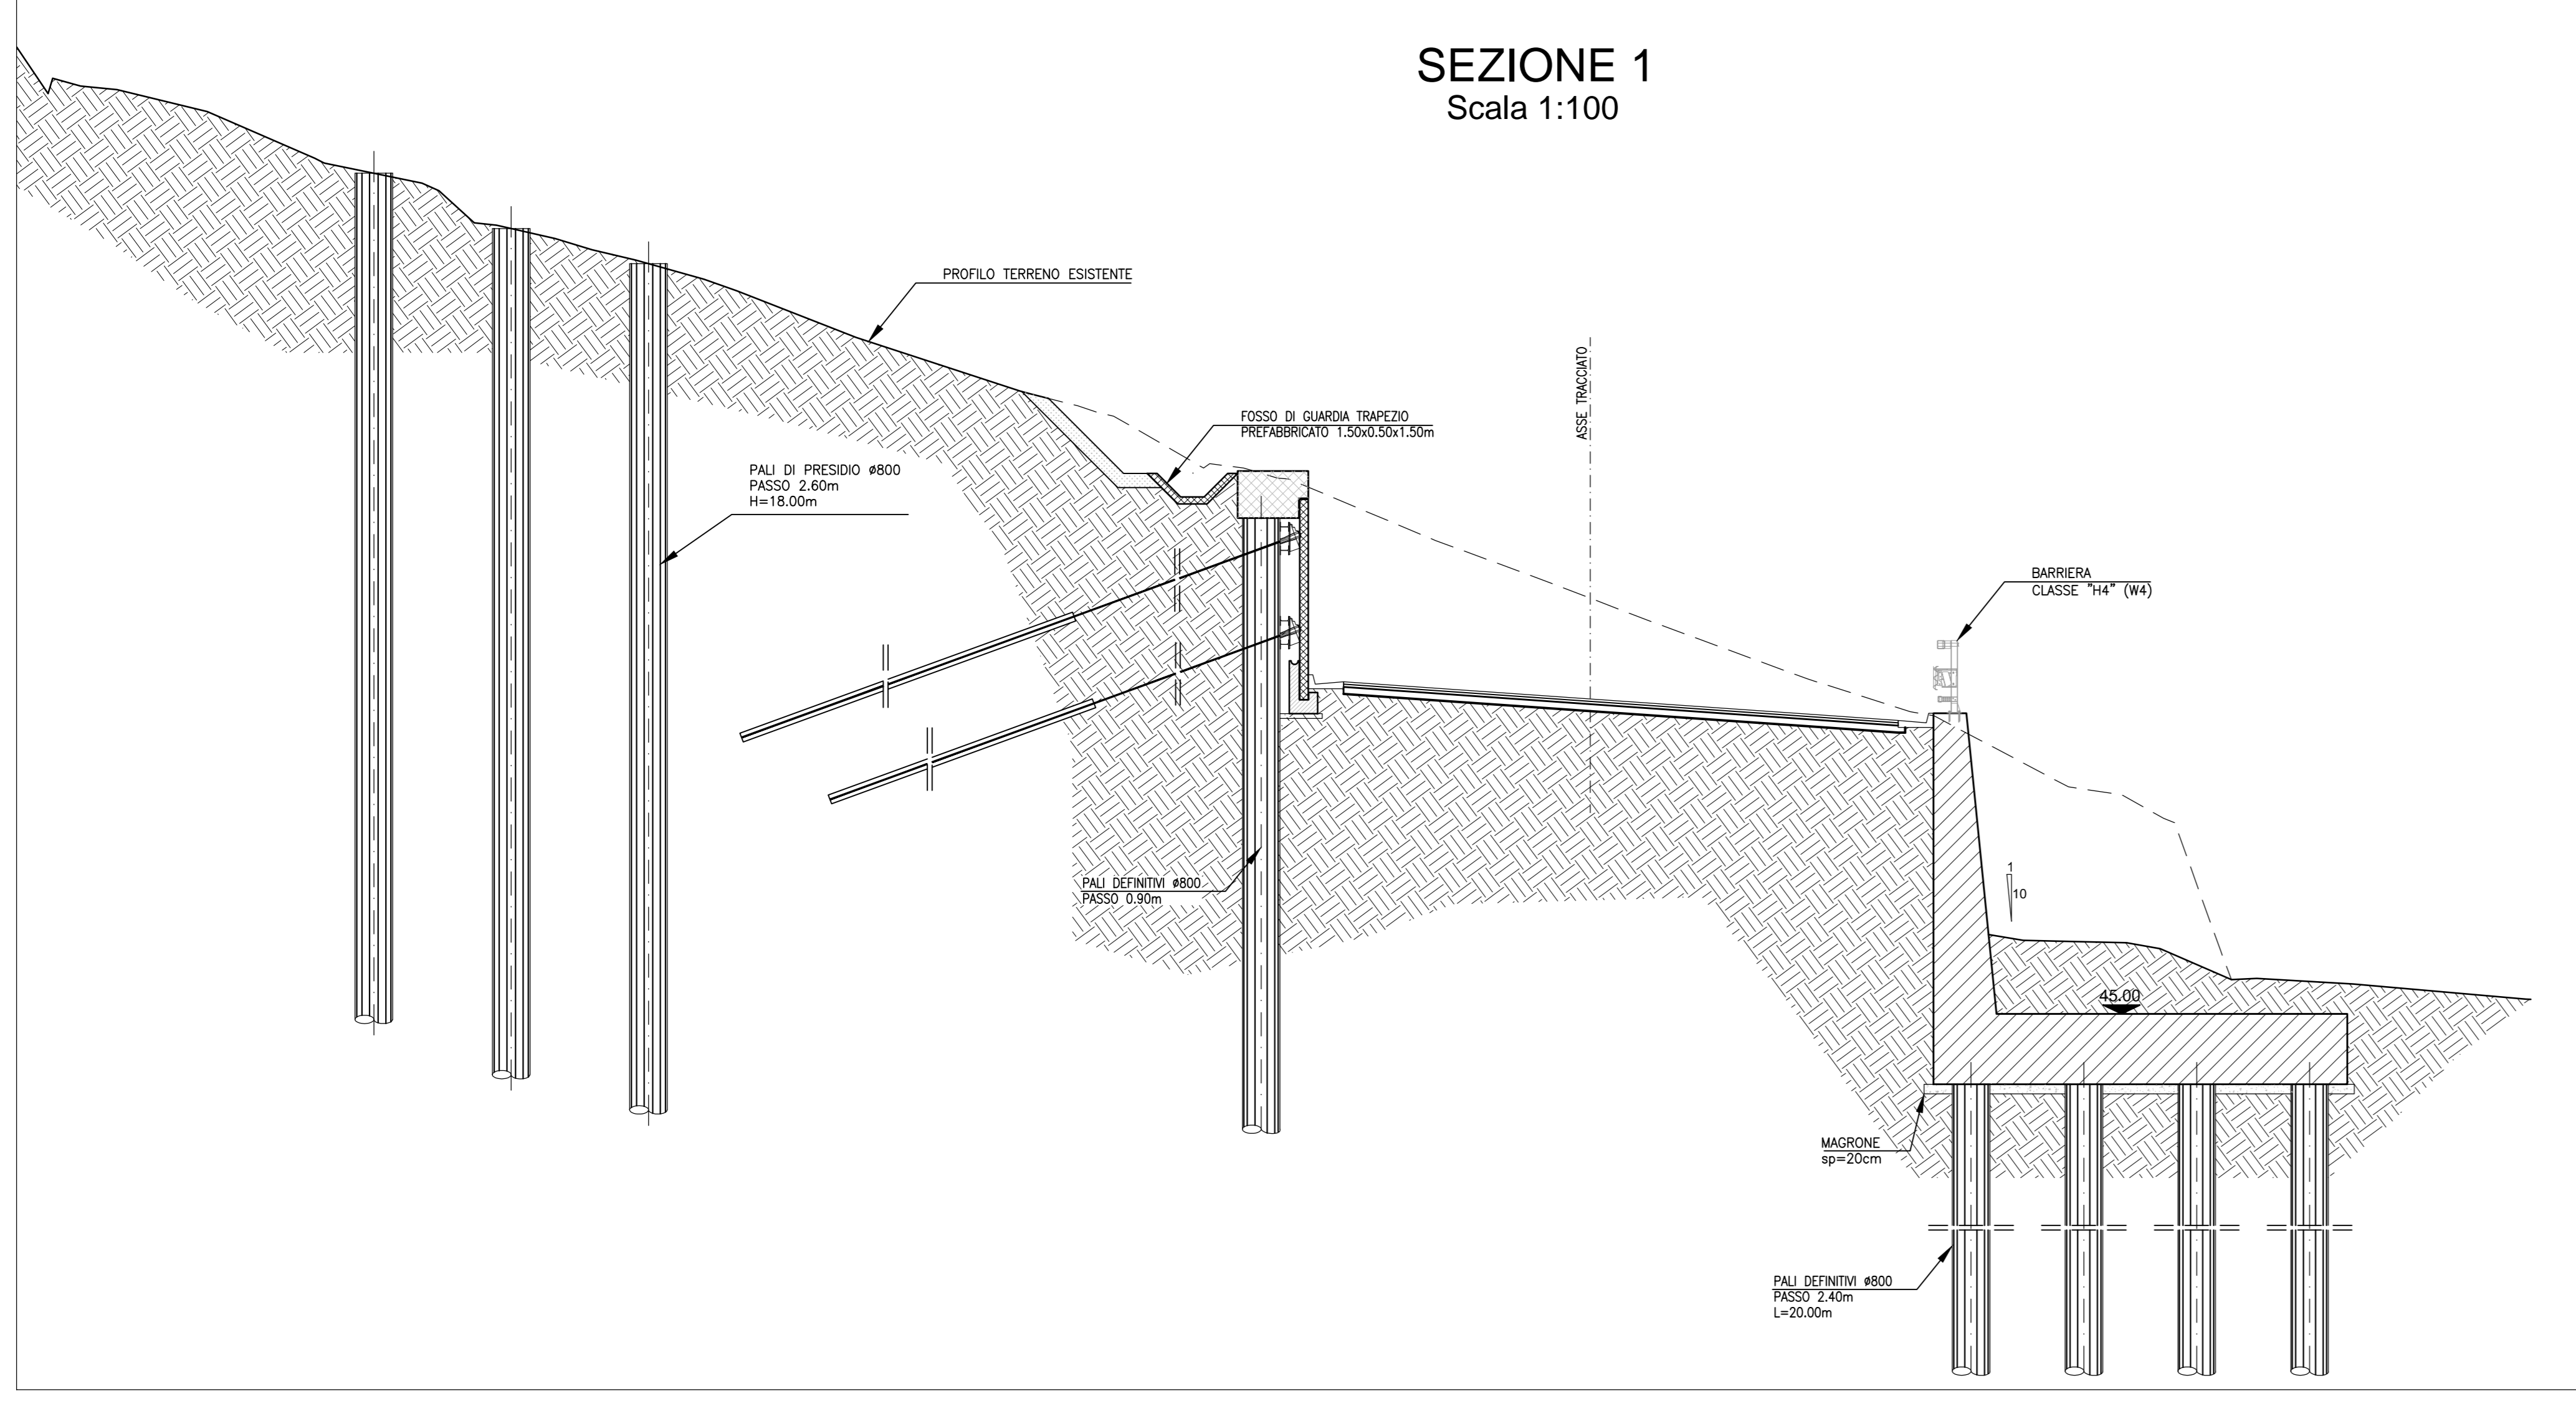 SEZIONE 1
Scala 1:100
PROFILO TERRENO ESISTENTE
ASSE TRACCIATO
FOSSO DI GUARDIA TRAPEZIO
PREFABBRICATO 1.50x0.50x1.50m
PALI DI PRESIDIO ø800
PASSO 2.60m
H=18.00m
BARRIERA
CLASSE "H4" (W4)
PALI DEFINITIVI ø800
PASSO 0.90m
1
10
45.00
MAGRONE
sp=20cm
PALI DEFINITIVI ø800
PASSO 2.40m
L=20.00m